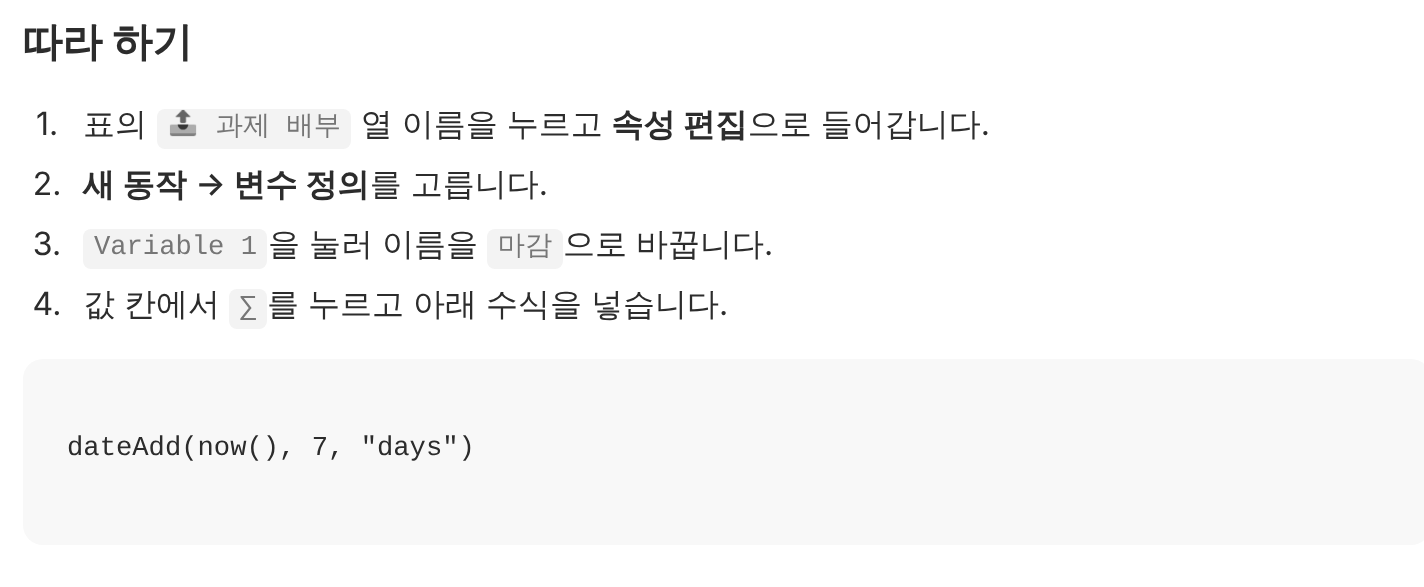 따라 하기
1. 표의 📤 과제 배부 열 이름을 누르고 속성 편집으로 들어갑니다.
2. 새 동작 → 변수 정의를 고릅니다.
3. Variable 1을 눌러 이름을 마감으로 바꿉니다.
4. 값 칸에서 ∑를 누르고 아래 수식을 넣습니다.
dateAdd(now(), 7, "days")